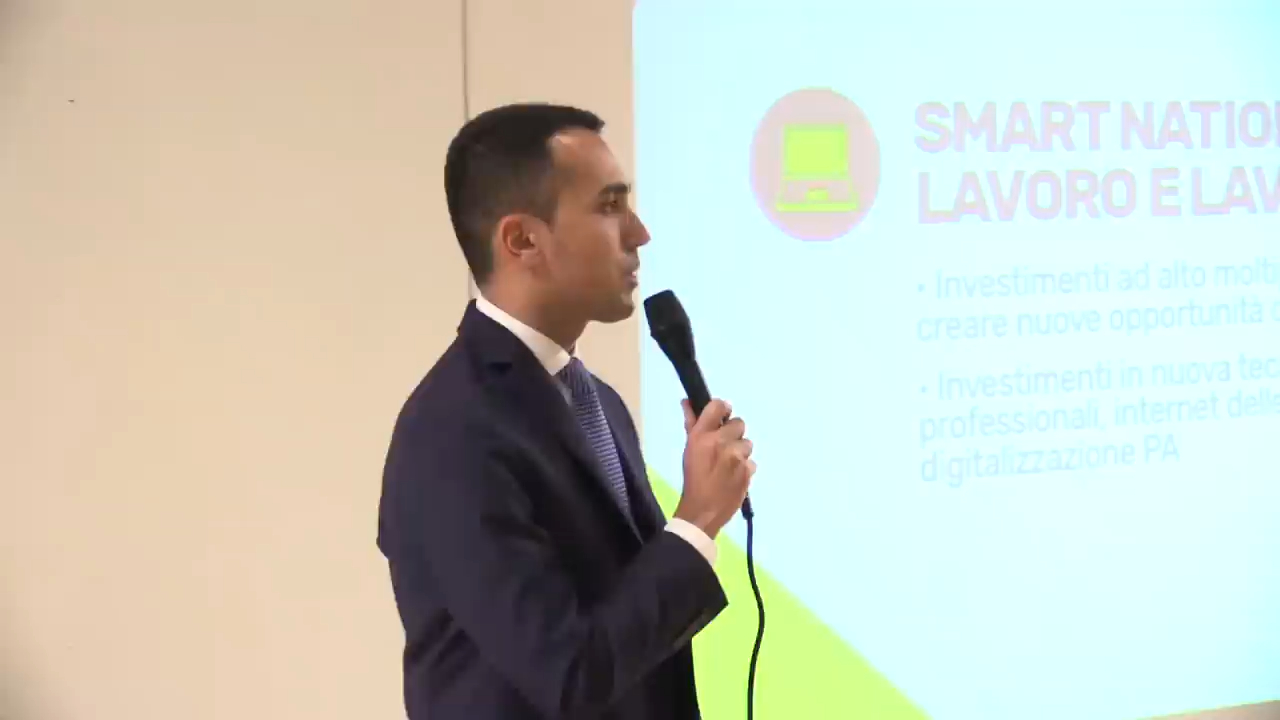 SMART NATIO
LAVORO E LAV
• Investimenti ad alto molt
creare nuove opportunità
• Investimenti in nuova tec
professionali, internet delle
digitalizzazione PA